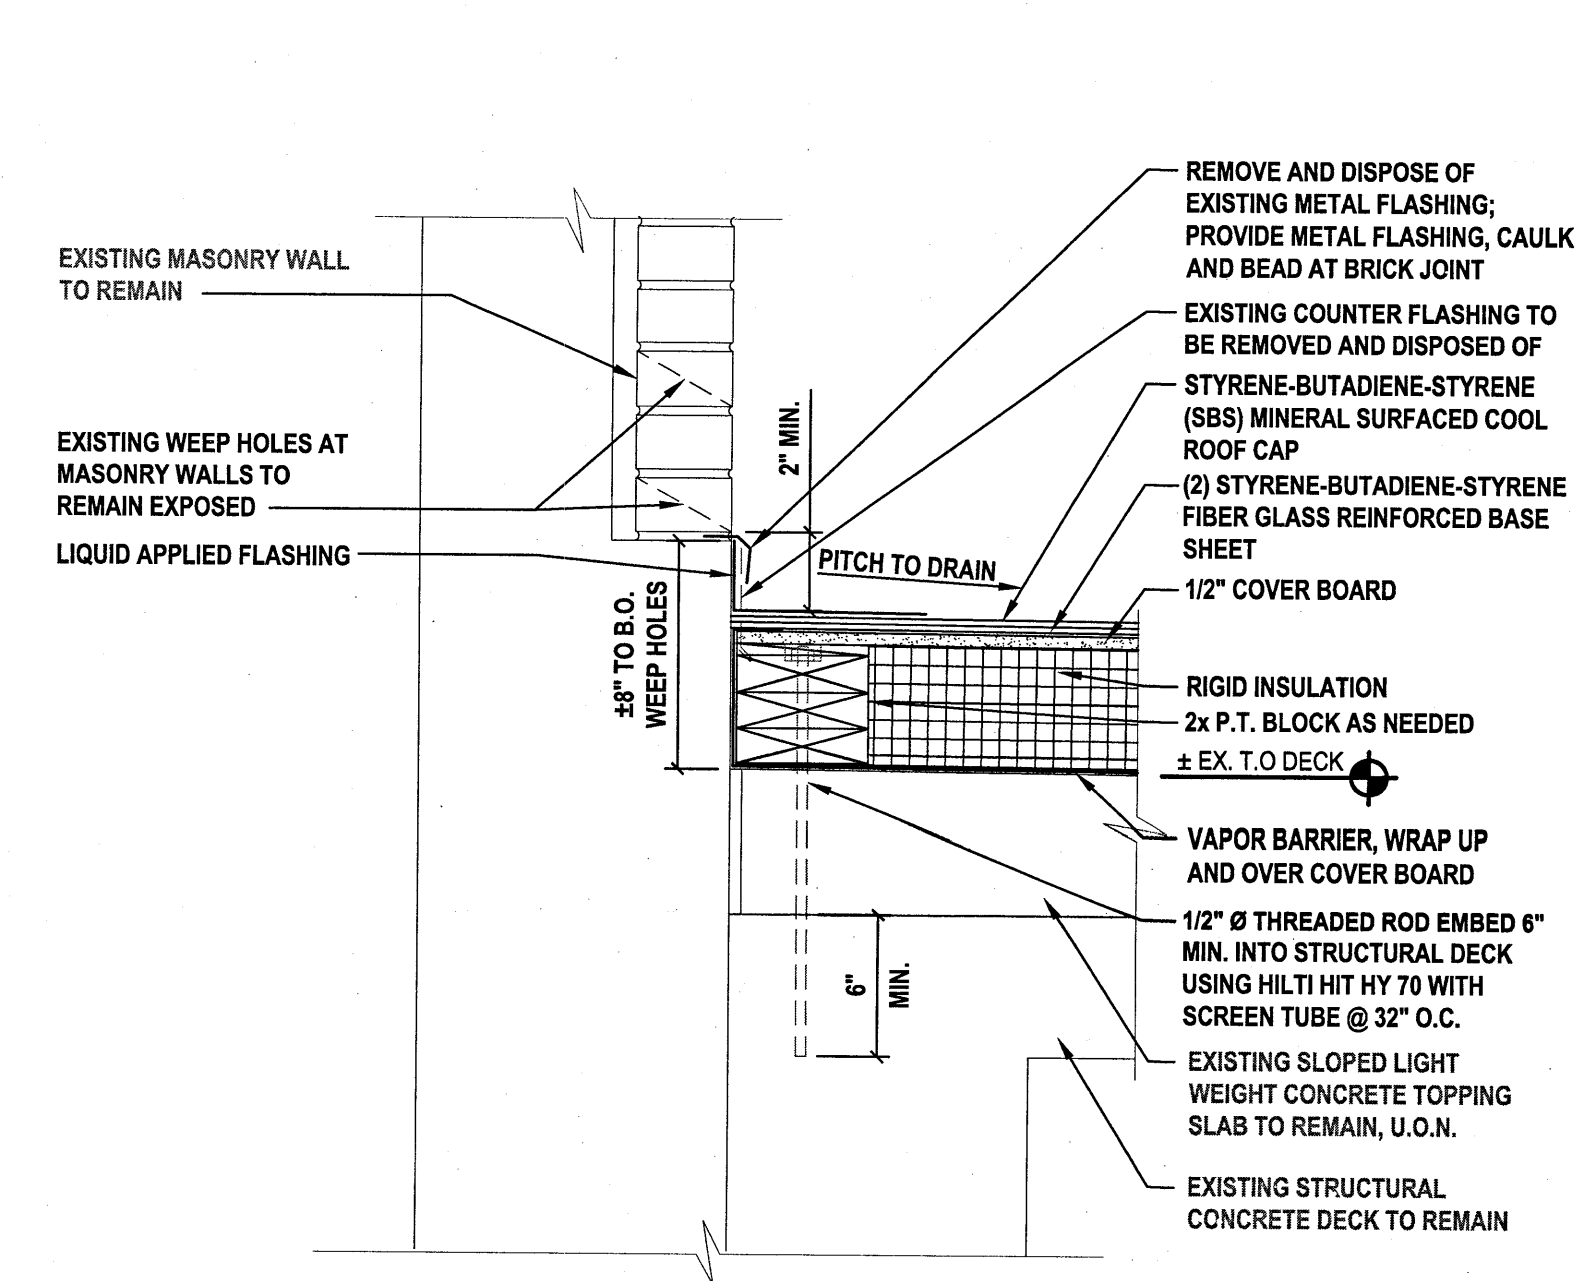 REMOVE AND DISPOSE OF
EXISTING METAL FLASHING;
PROVIDE METAL FLASHING, CAULK
AND BEAD AT BRICK JOINT
EXISTING MASONRY WALL
TO REMAIN
EXISTING COUNTER FLASHING TO
BE REMOVED AND DISPOSED OF
STYRENE-BUTADIENE-STYRENE
(SBS) MINERAL SURFACED COOL
ROOF CAP
2" MIN.
EXISTING WEEP HOLES AT
MASONRY WALLS TO
REMAIN EXPOSED
(2) STYRENE-BUTADIENE-STYRENE
FIBER GLASS REINFORCED BASE
SHEET
LIQUID APPLIED FLASHING
PITCH TO DRAIN
1/2" COVER BOARD
±8" TO B.O.
WEEP HOLES
RIGID INSULATION
2x P.T. BLOCK AS NEEDED
± EX. T.O DECK
VAPOR BARRIER, WRAP UP
AND OVER COVER BOARD
1/2" Ø THREADED ROD EMBED 6"
MIN. INTO STRUCTURAL DECK
USING HILTI HIT HY 70 WITH
SCREEN TUBE @ 32" O.C.
6"
MIN.
EXISTING SLOPED LIGHT
WEIGHT CONCRETE TOPPING
SLAB TO REMAIN, U.O.N.
EXISTING STRUCTURAL
CONCRETE DECK TO REMAIN